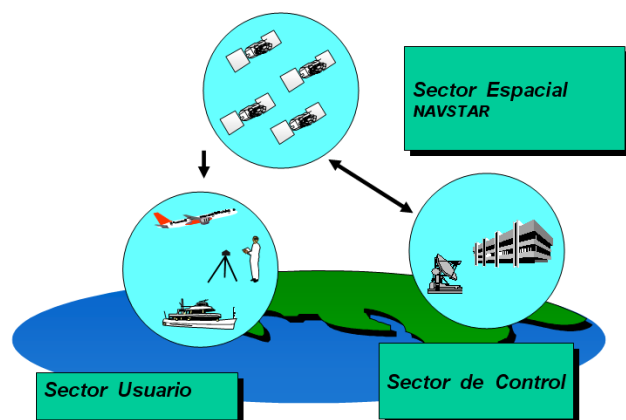 Sector Espacial
NAVSTAR
Sector Usuario
Sector de Control